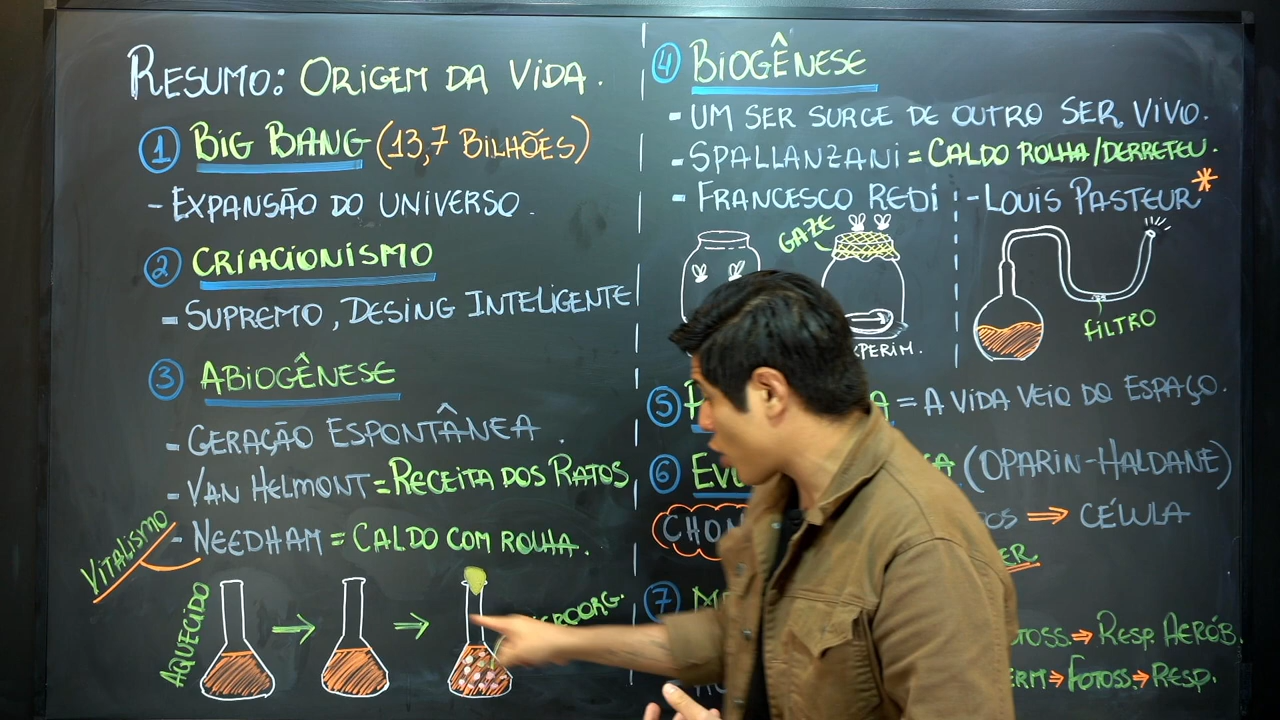 RESUMO: ORIGEM DA VIDA.
1 BIG BANG (13,7 BILHÕES)
- EXPANSÃO DO UNIVERSO.
2 CRIACIONISMO
- SUPREMO, DESING INTELIGENTE
3 ABIOGÊNESE
- GERAÇÃO ESPONTÂNEA.
- VAN HELMONT = RECEITA DOS RATOS
- NEEDHAM = CALDO COM ROLHA.
VITALISMO
AQUECIDO
4 BIOGÊNESE
- UM SER SURGE DE OUTRO SER VIVO.
- SPALLANZANI = CALDO ROLHA/DERRETEU.
- FRANCESCO REDI - LOUIS PASTEUR*
GAZE
FILTRO
5 = A VIDA VEIO DO ESPAÇO.
6 (OPARIN-HALDANE)
CHON
→ CÉLULA
7
→ RESP. AERÓB.
→ FOTOSS → RESP.